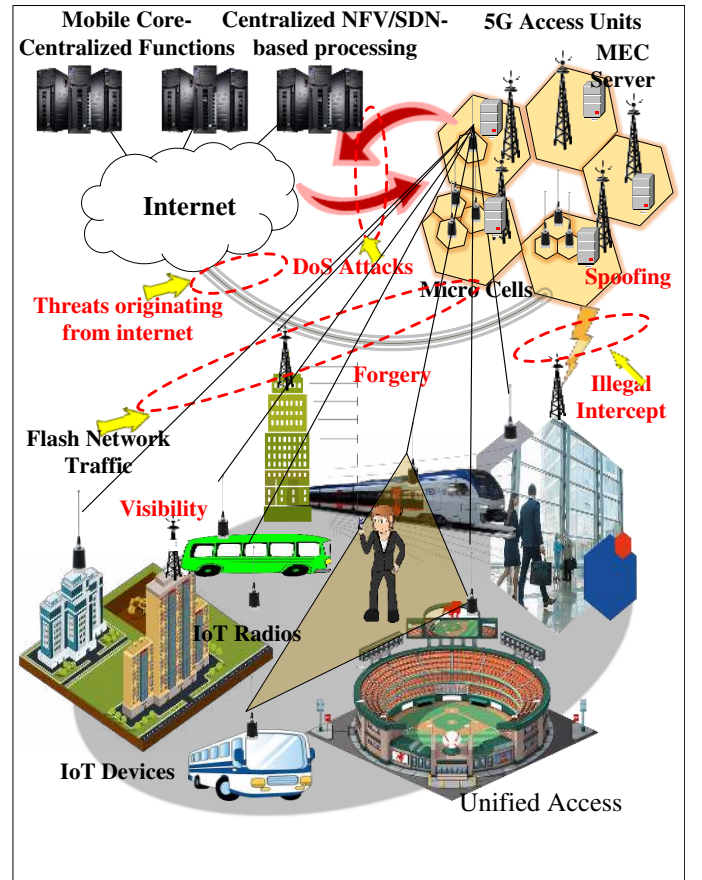 Mobile Core-
Centralized Functions
Centralized NFV/SDN-
based processing
5G Access Units
MEC
Server
Internet
DoS Attacks
Threats originating
from internet
Micro Cells
Spoofing
Forgery
Illegal
Intercept
Flash Network
Traffic
Visibility
IoT Radios
IoT Devices
Unified Access